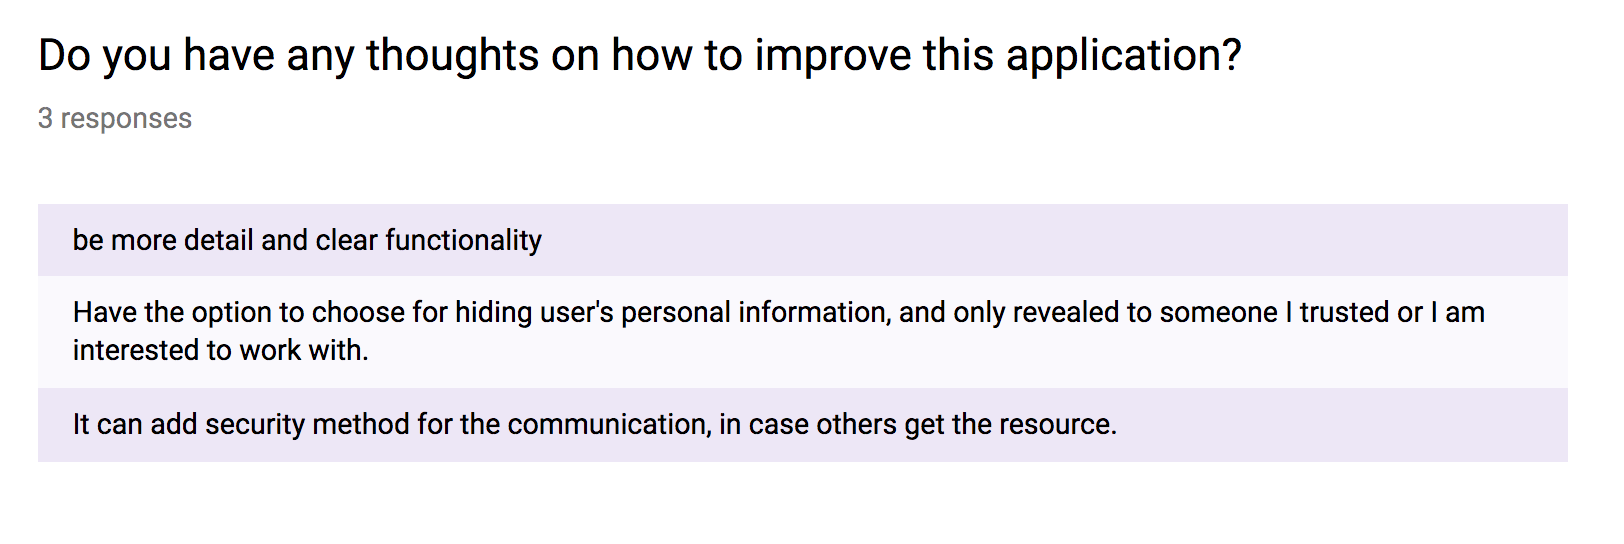 Do you have any thoughts on how to improve this application?
3 responses
be more detail and clear functionality
Have the option to choose for hiding user's personal information, and only revealed to someone I trusted or I am
interested to work with.
It can add security method for the communication, in case others get the resource.